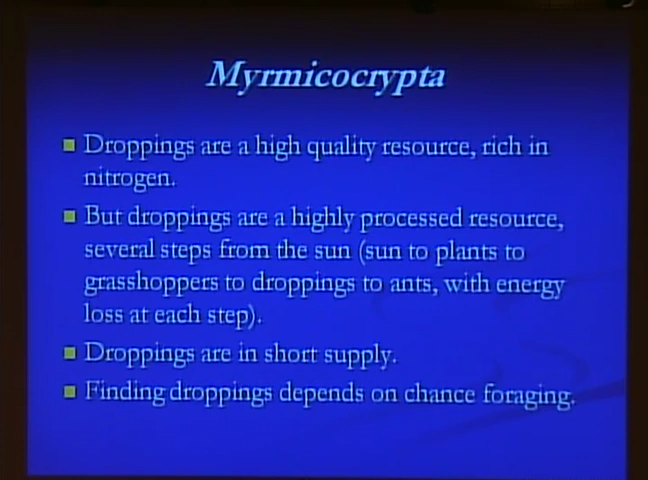 Myrmicocrypta
Droppings are a high quality resource, rich in
nitrogen.
But droppings are a highly processed resource,
several steps from the sun (sun to plants to
grasshoppers to droppings to ants, with energy
loss at each step).
Droppings are in short supply.
Finding droppings depends on chance foraging.